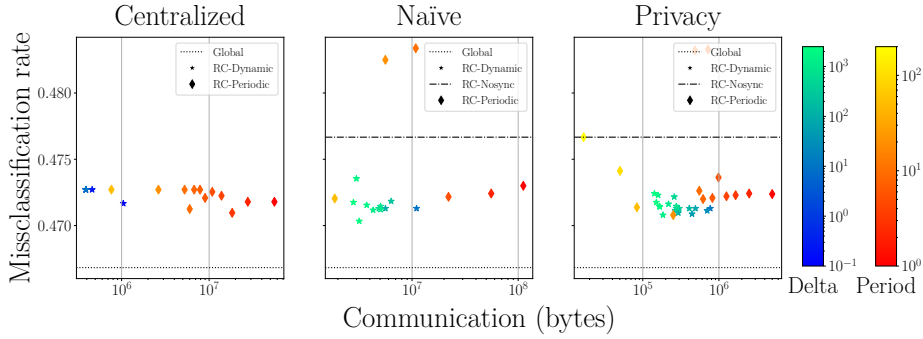 Centralized Naïve Privacy
Global
RC-Dynamic
RC-Periodic
Global
RC-Dynamic
RC-Nosync
RC-Periodic
Global
RC-Dynamic
RC-Nosync
RC-Periodic
Missclassification rate
0.480
0.475
0.470
10^6 10^7
10^7 10^8
10^5 10^6
Communication (bytes)
10^3
10^2
10^1
10^0
10^-1
Delta
10^2
10^1
10^0
Period